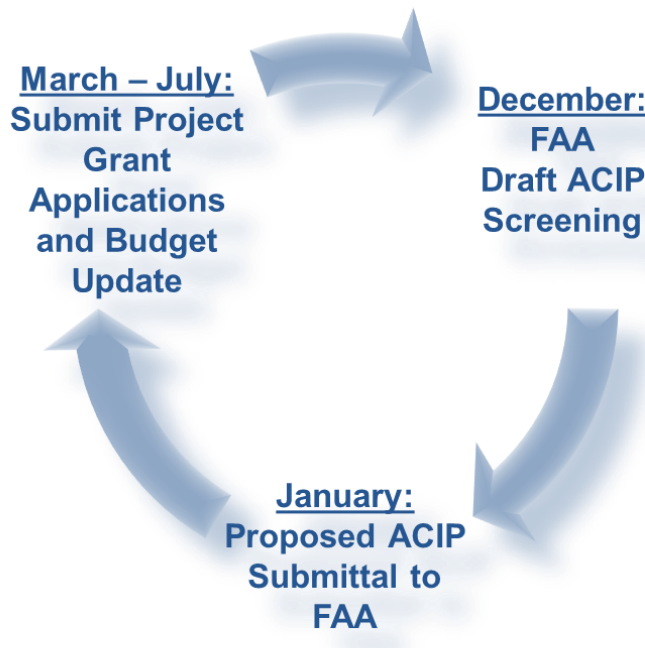 March – July:
Submit Project
Grant
Applications
and Budget
Update
December:
FAA
Draft ACIP
Screening
January:
Proposed ACIP
Submittal to
FAA